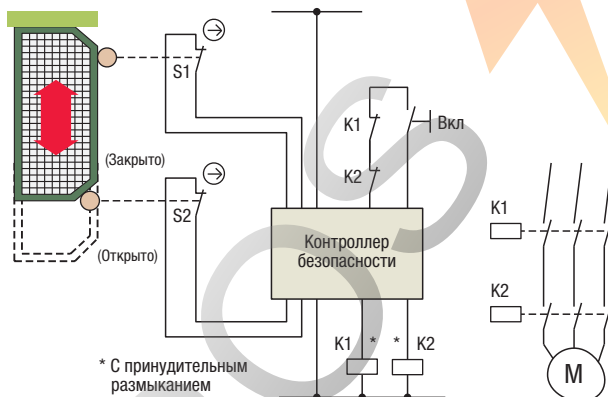 S1
K1
Вкл
(Закрыто)
K2
S2
K1
Контроллер
безопасности
(Открыто)
K2
K1 * * K2
* С принудительным
размыканием
M